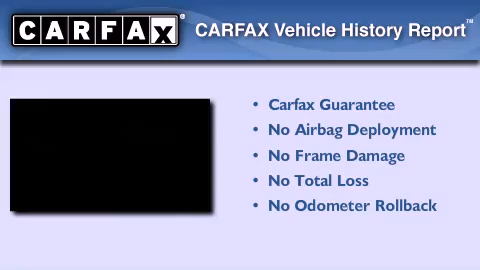 CARFAX® CARFAX Vehicle History Report™
• Carfax Guarantee
• No Airbag Deployment
• No Frame Damage
• No Total Loss
• No Odometer Rollback